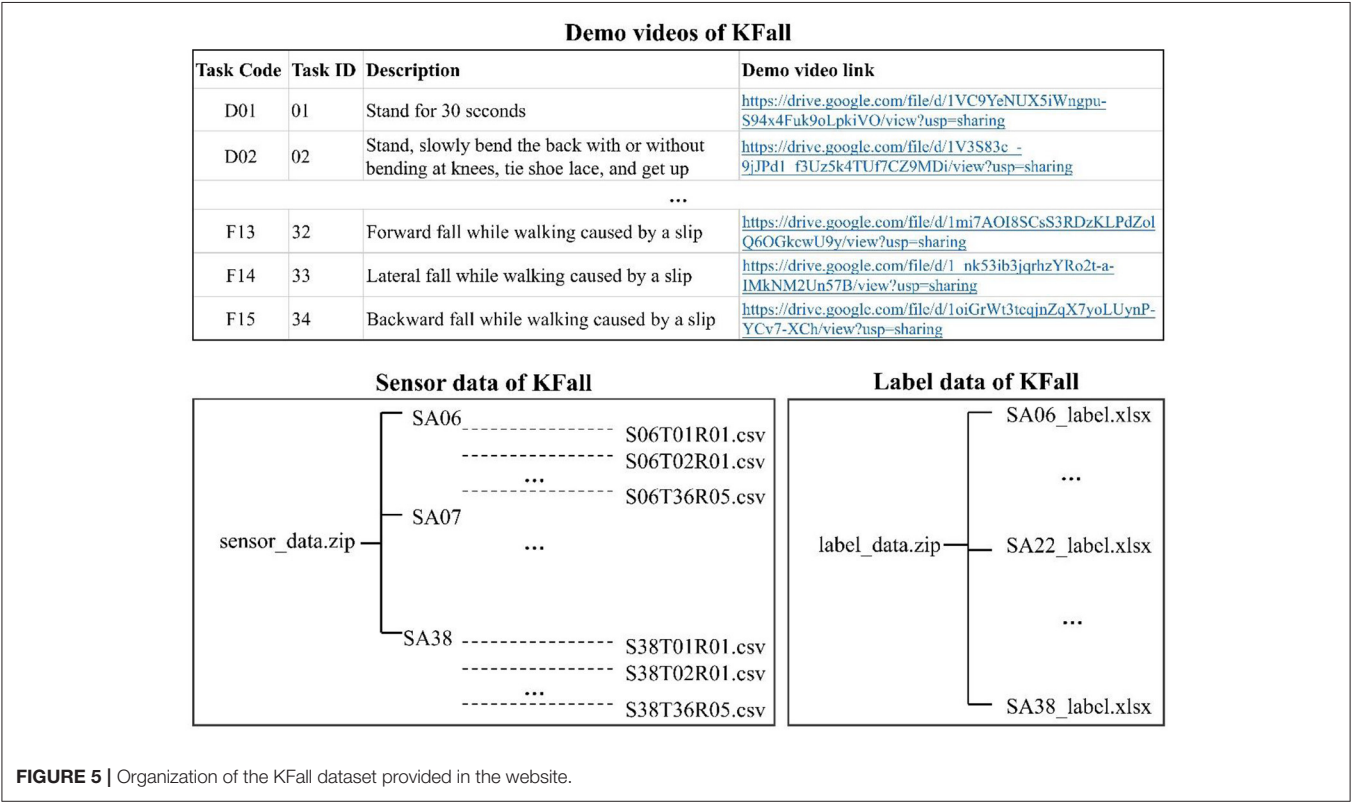 Demo videos of KFall
Task Code Task ID Description Demo video link
D01 01 Stand for 30 seconds
https://drive.google.com/file/d/1VC9YeNUX5iWngpu-
S94x4Fuk9oLpkiVO/view?usp=sharing
D02 02 Stand, slowly bend the back with or without
bending at knees, tie shoe lace, and get up
https://drive.google.com/file/d/1V3S83c_-
9jJPd1_f3Uz5k4TUf7CZ9MDi/view?usp=sharing
...
F13 32 Forward fall while walking caused by a slip
https://drive.google.com/file/d/1mi7AOI8SCsS3RDzKLPdZol
Q6OGkcwU9y/view?usp=sharing
F14 33 Lateral fall while walking caused by a slip
https://drive.google.com/file/d/1_nk53ib3jqrhzYRo2t-a-
IMkNM2Un57B/view?usp=sharing
F15 34 Backward fall while walking caused by a slip
https://drive.google.com/file/d/1oiGrWt3tcqjnZqX7yoLUynP-
YCv7-XCh/view?usp=sharing
Sensor data of KFall
sensor_data.zip
SA06
S06T01R01.csv
S06T02R01.csv
...
S06T36R05.csv
SA07
...
SA38
S38T01R01.csv
S38T02R01.csv
...
S38T36R05.csv
Label data of KFall
label_data.zip
SA06_label.xlsx
...
SA22_label.xlsx
...
SA38_label.xlsx
FIGURE 5 | Organization of the KFall dataset provided in the website.